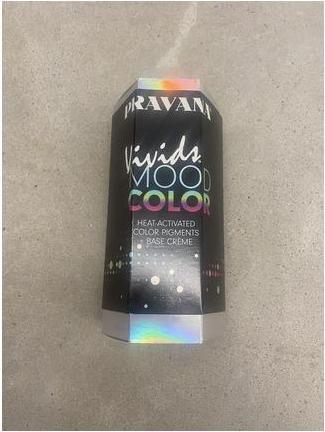 PRAVANA
Vivids
MOOD
COLOR
HEAT-ACTIVATED
COLOR PIGMENTS
+ BASE CRÈME